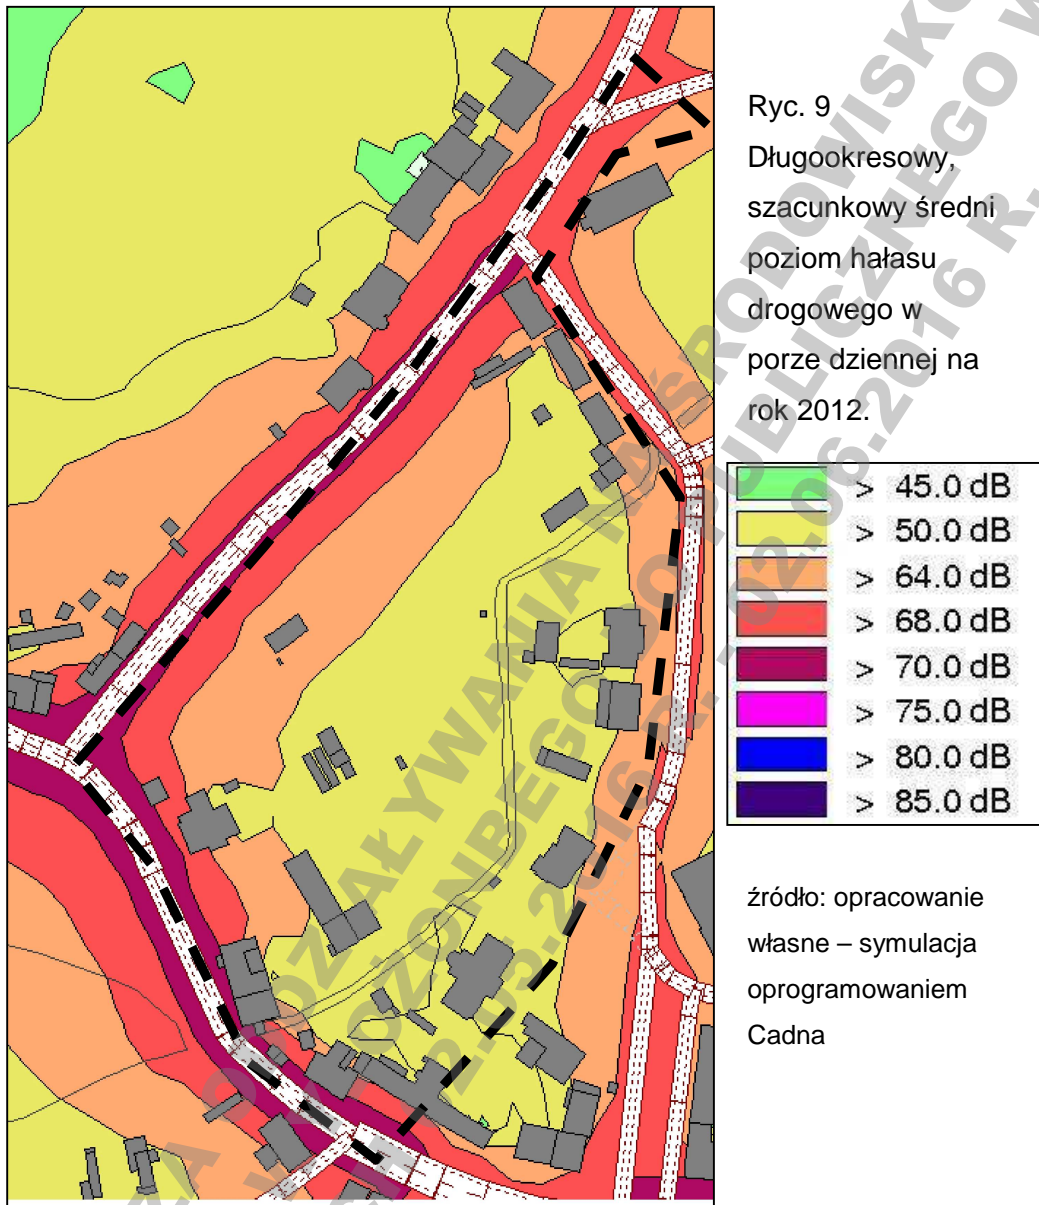 Ryc. 9
Długookresowy,
szacunkowy średni
poziom hałasu
drogowego w
porze dziennej na
rok 2012.
> 45.0 dB
> 50.0 dB
> 64.0 dB
> 68.0 dB
> 70.0 dB
> 75.0 dB
> 80.0 dB
> 85.0 dB
źródło: opracowanie
własne – symulacja
oprogramowaniem
Cadna